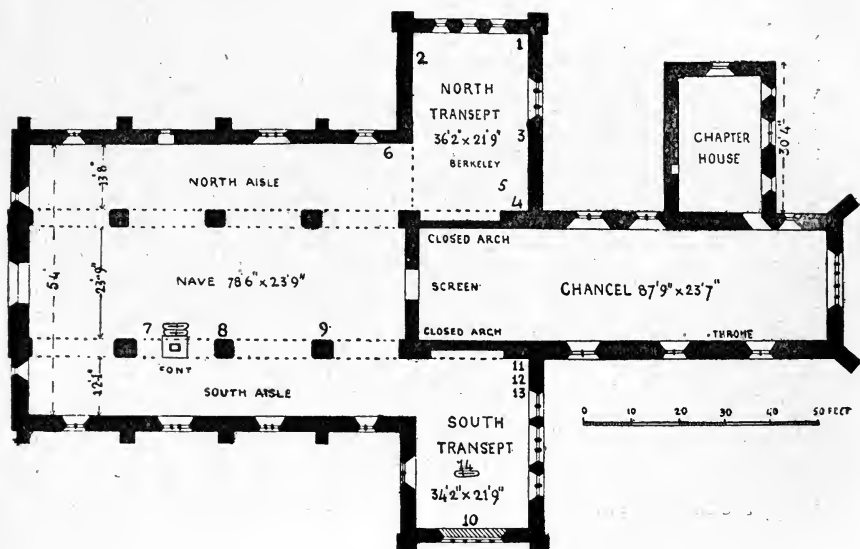 1
2
NORTH
TRANSEPT
36'2" x 21'9"
3
BERKELEY
5
4
CHAPTER
HOUSE
30'4"
6
NORTH AISLE
13'8"
CLOSED ARCH
NAVE 78'6" x 23'9"
54
23'-9"
SCREEN
CHANCEL 87'9" x 23'7"
CLOSED ARCH
THRONE
7
8
9
FONT
SOUTH AISLE
12'1"
11
12
13
SOUTH
TRANSEPT
14
34'2" x 21'9"
10
0 10 20 30 40 50 FEET